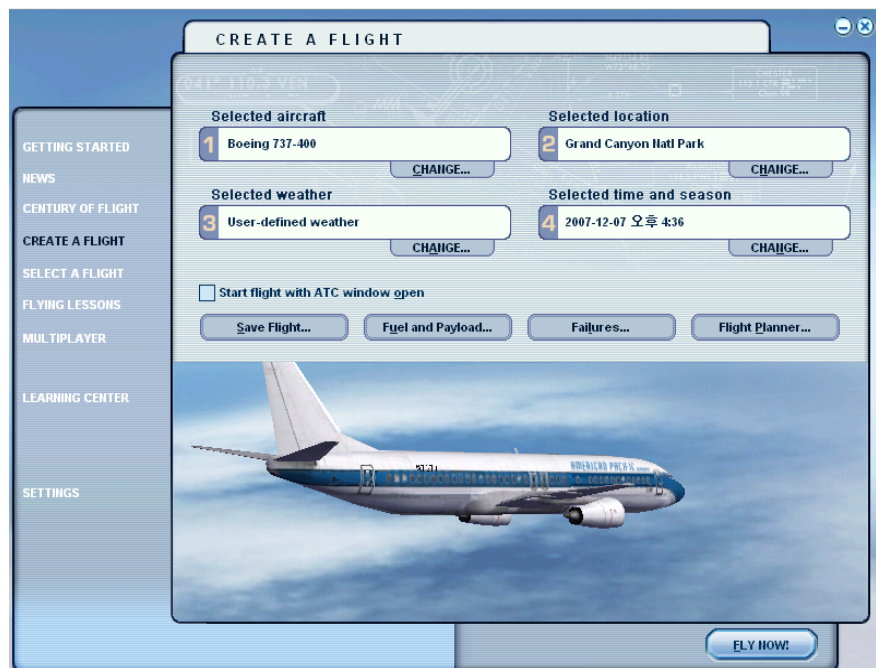 CREATE A FLIGHT
GETTING STARTED
NEWS
CENTURY OF FLIGHT
CREATE A FLIGHT
SELECT A FLIGHT
FLYING LESSONS
MULTIPLAYER
LEARNING CENTER
SETTINGS
Selected aircraft
1 Boeing 737-400
CHANGE...
Selected location
2 Grand Canyon Natl Park
CHANGE...
Selected weather
3 User-defined weather
CHANGE...
Selected time and season
4 2007-12-07 오후 4:36
CHANGE...
Start flight with ATC window open
Save Flight...
Fuel and Payload...
Failures...
Flight Planner...
AMERICAN PACIFIC
FLY NOW!